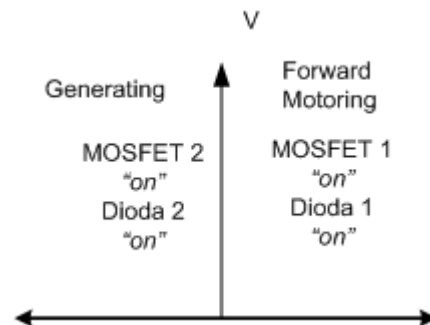 V
Generating
MOSFET 2
"on"
Dioda 2
"on"
Forward
Motoring
MOSFET 1
"on"
Dioda 1
"on"